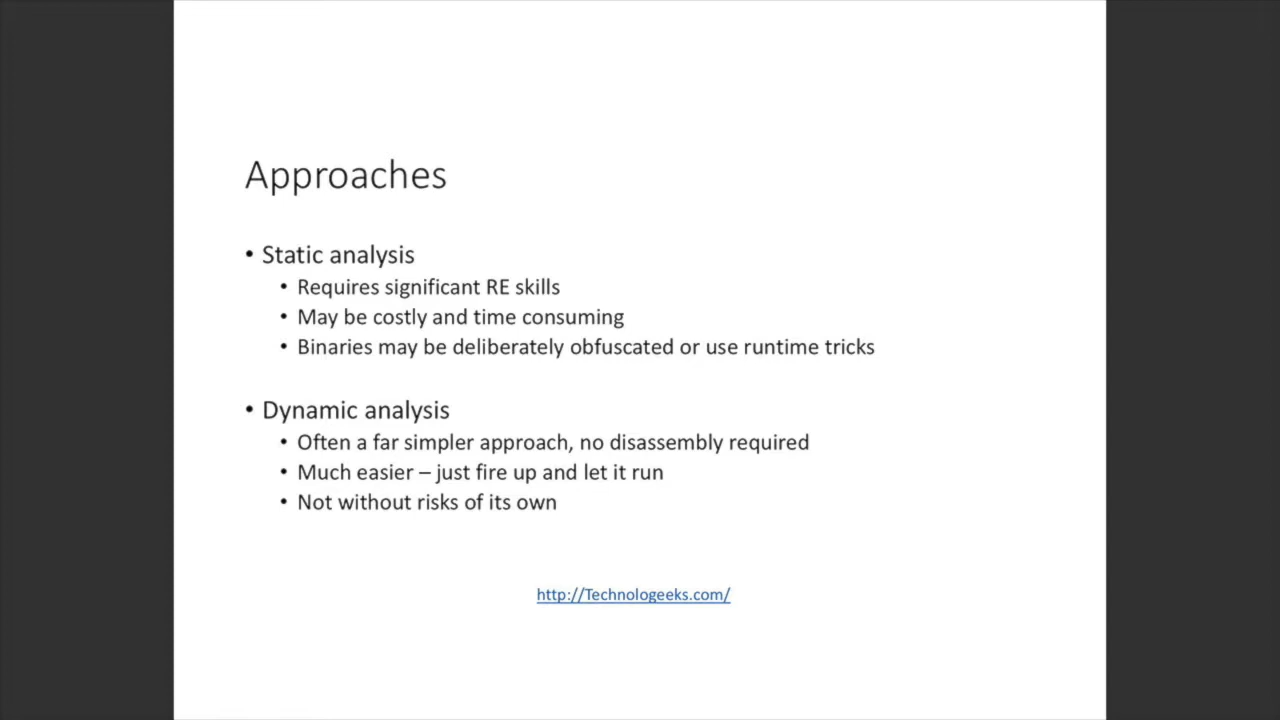 Approaches
• Static analysis
• Requires significant RE skills
• May be costly and time consuming
• Binaries may be deliberately obfuscated or use runtime tricks
• Dynamic analysis
• Often a far simpler approach, no disassembly required
• Much easier – just fire up and let it run
• Not without risks of its own
http://Technologeeks.com/